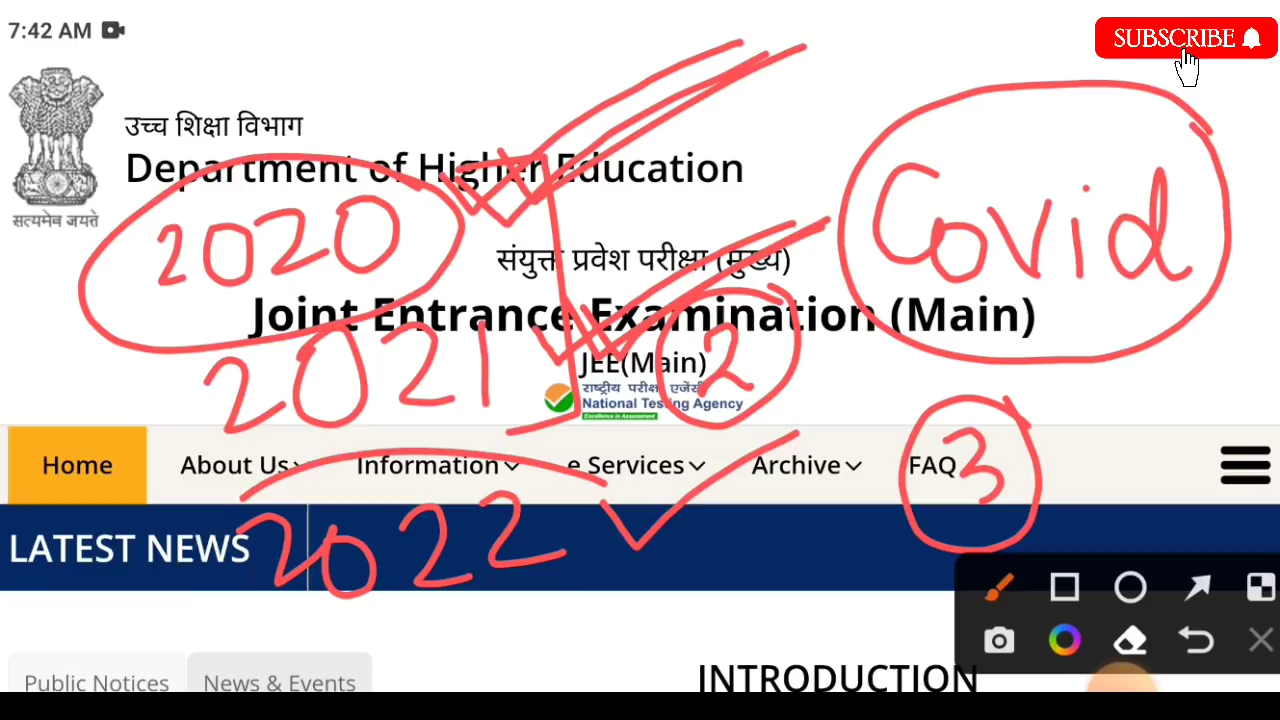 7:42 AM
SUBSCRIBE
उच्च शिक्षा विभाग
Department of Higher Education
सत्यमेव जयते
2020
Covid
संयुक्त प्रवेश परीक्षा (मुख्य)
Joint Entrance Examination (Main)
2021
2
JEE(Main)
राष्ट्रीय परीक्षा एजेंसी
National Testing Agency
Excellence in Assessment
Home About Us Information e Services Archive FAQ
3
2022
LATEST NEWS
Public Notices News & Events
INTRODUCTION